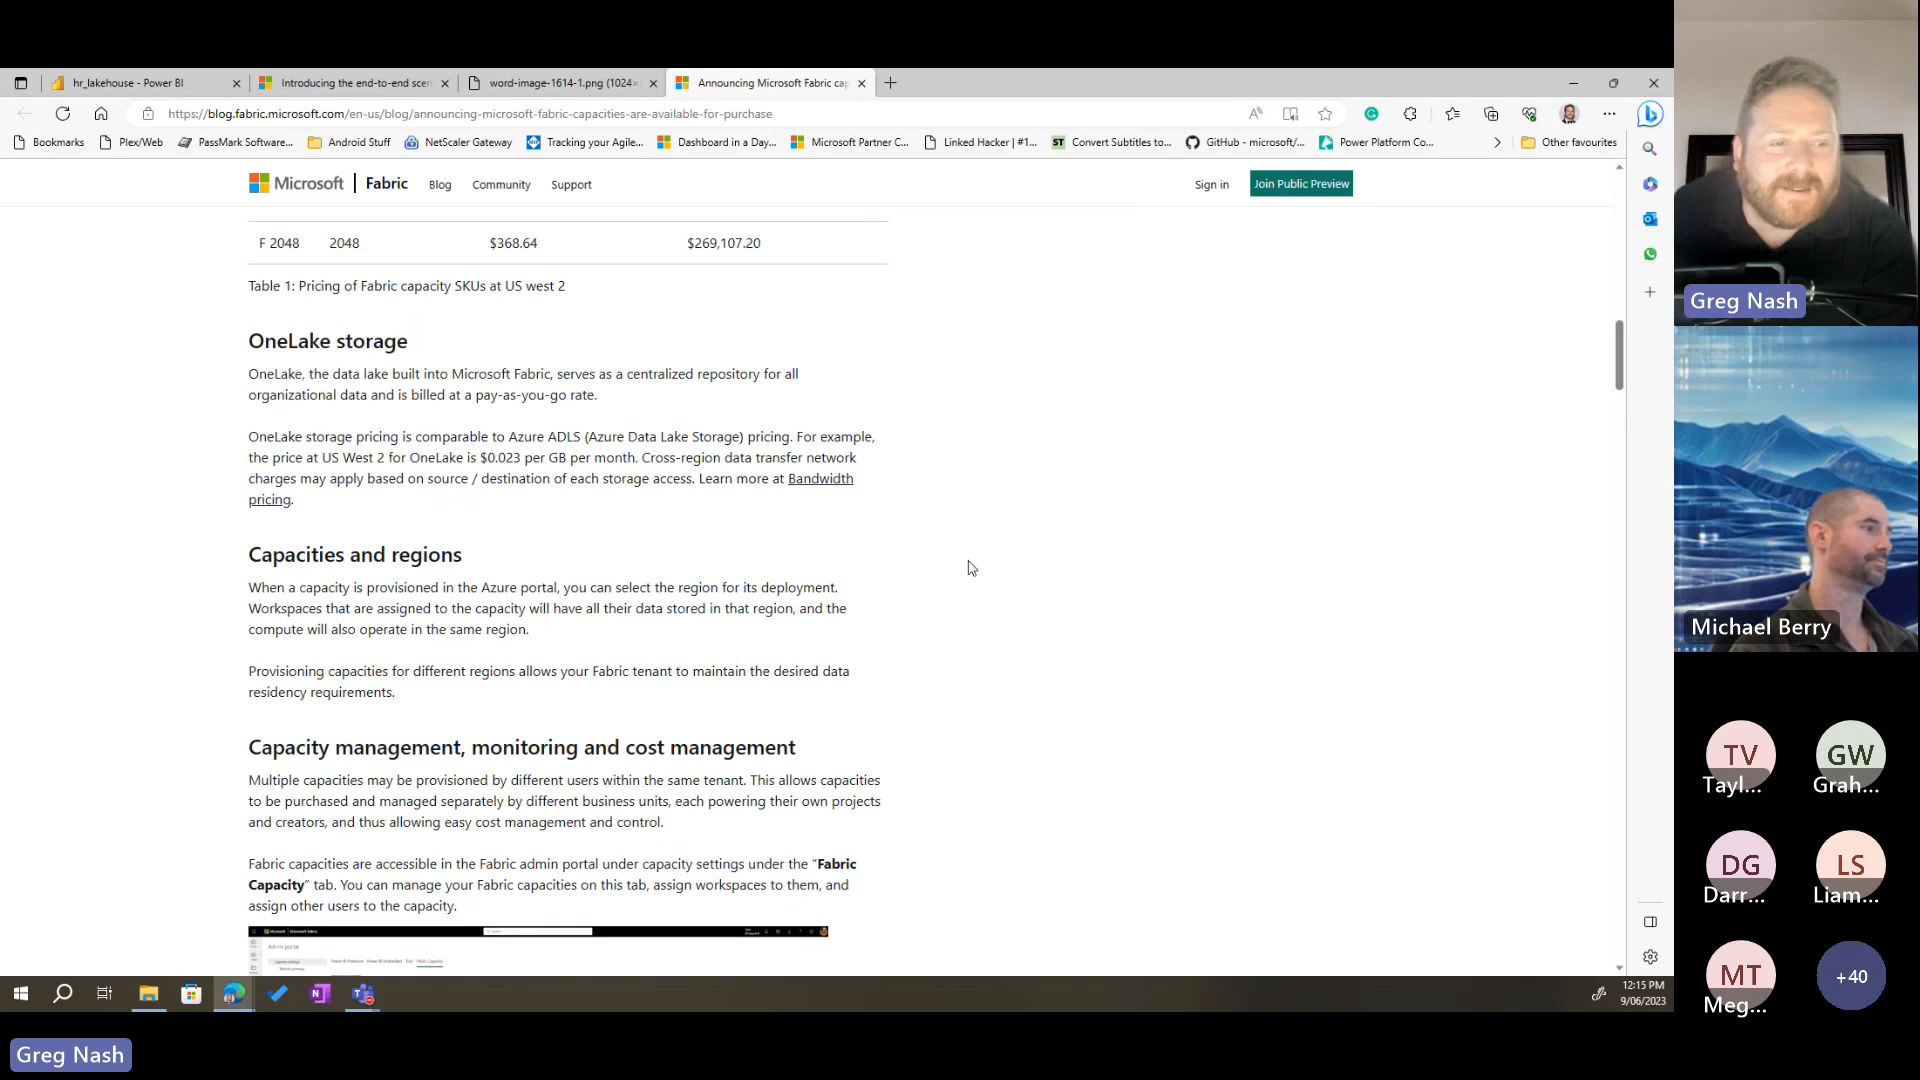 hr_lakehouse - Power BI
Introducing the end-to-end scen
word-image-1614-1.png (1024×
Announcing Microsoft Fabric cap
https://blog.fabric.microsoft.com/en-us/blog/announcing-microsoft-fabric-capacities-are-available-for-purchase
Bookmarks
Plex/Web
PassMark Software...
Android Stuff
NetScaler Gateway
Tracking your Agile...
Dashboard in a Day...
Microsoft Partner C...
Linked Hacker | #1...
ST Convert Subtitles to...
GitHub - microsoft/...
Power Platform Co...
Other favourites
Microsoft | Fabric Blog Community Support
Sign in Join Public Preview
F 2048 2048 $368.64 $269,107.20
Table 1: Pricing of Fabric capacity SKUs at US west 2
OneLake storage
OneLake, the data lake built into Microsoft Fabric, serves as a centralized repository for all
organizational data and is billed at a pay-as-you-go rate.
OneLake storage pricing is comparable to Azure ADLS (Azure Data Lake Storage) pricing. For example,
the price at US West 2 for OneLake is $0.023 per GB per month. Cross-region data transfer network
charges may apply based on source / destination of each storage access. Learn more at Bandwidth
pricing.
Capacities and regions
When a capacity is provisioned in the Azure portal, you can select the region for its deployment.
Workspaces that are assigned to the capacity will have all their data stored in that region, and the
compute will also operate in the same region.
Provisioning capacities for different regions allows your Fabric tenant to maintain the desired data
residency requirements.
Capacity management, monitoring and cost management
Multiple capacities may be provisioned by different users within the same tenant. This allows capacities
to be purchased and managed separately by different business units, each powering their own projects
and creators, and thus allowing easy cost management and control.
Fabric capacities are accessible in the Fabric admin portal under capacity settings under the “Fabric
Capacity” tab. You can manage your Fabric capacities on this tab, assign workspaces to them, and
assign other users to the capacity.
Admin portal
12:15 PM
9/06/2023
Greg Nash
Greg Nash
Michael Berry
TV
Tayl...
GW
Grah...
DG
Darr...
LS
Liam...
MT
Meg...
+40